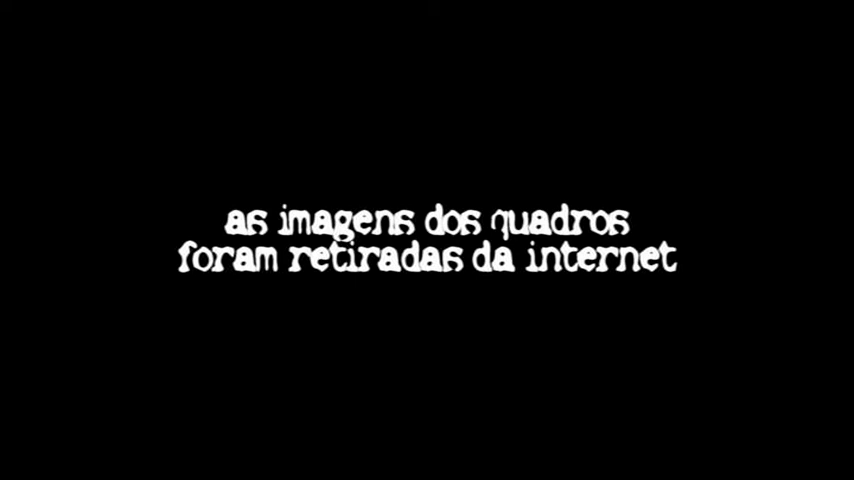 as imagens dos quadros
foram retiradas da internet